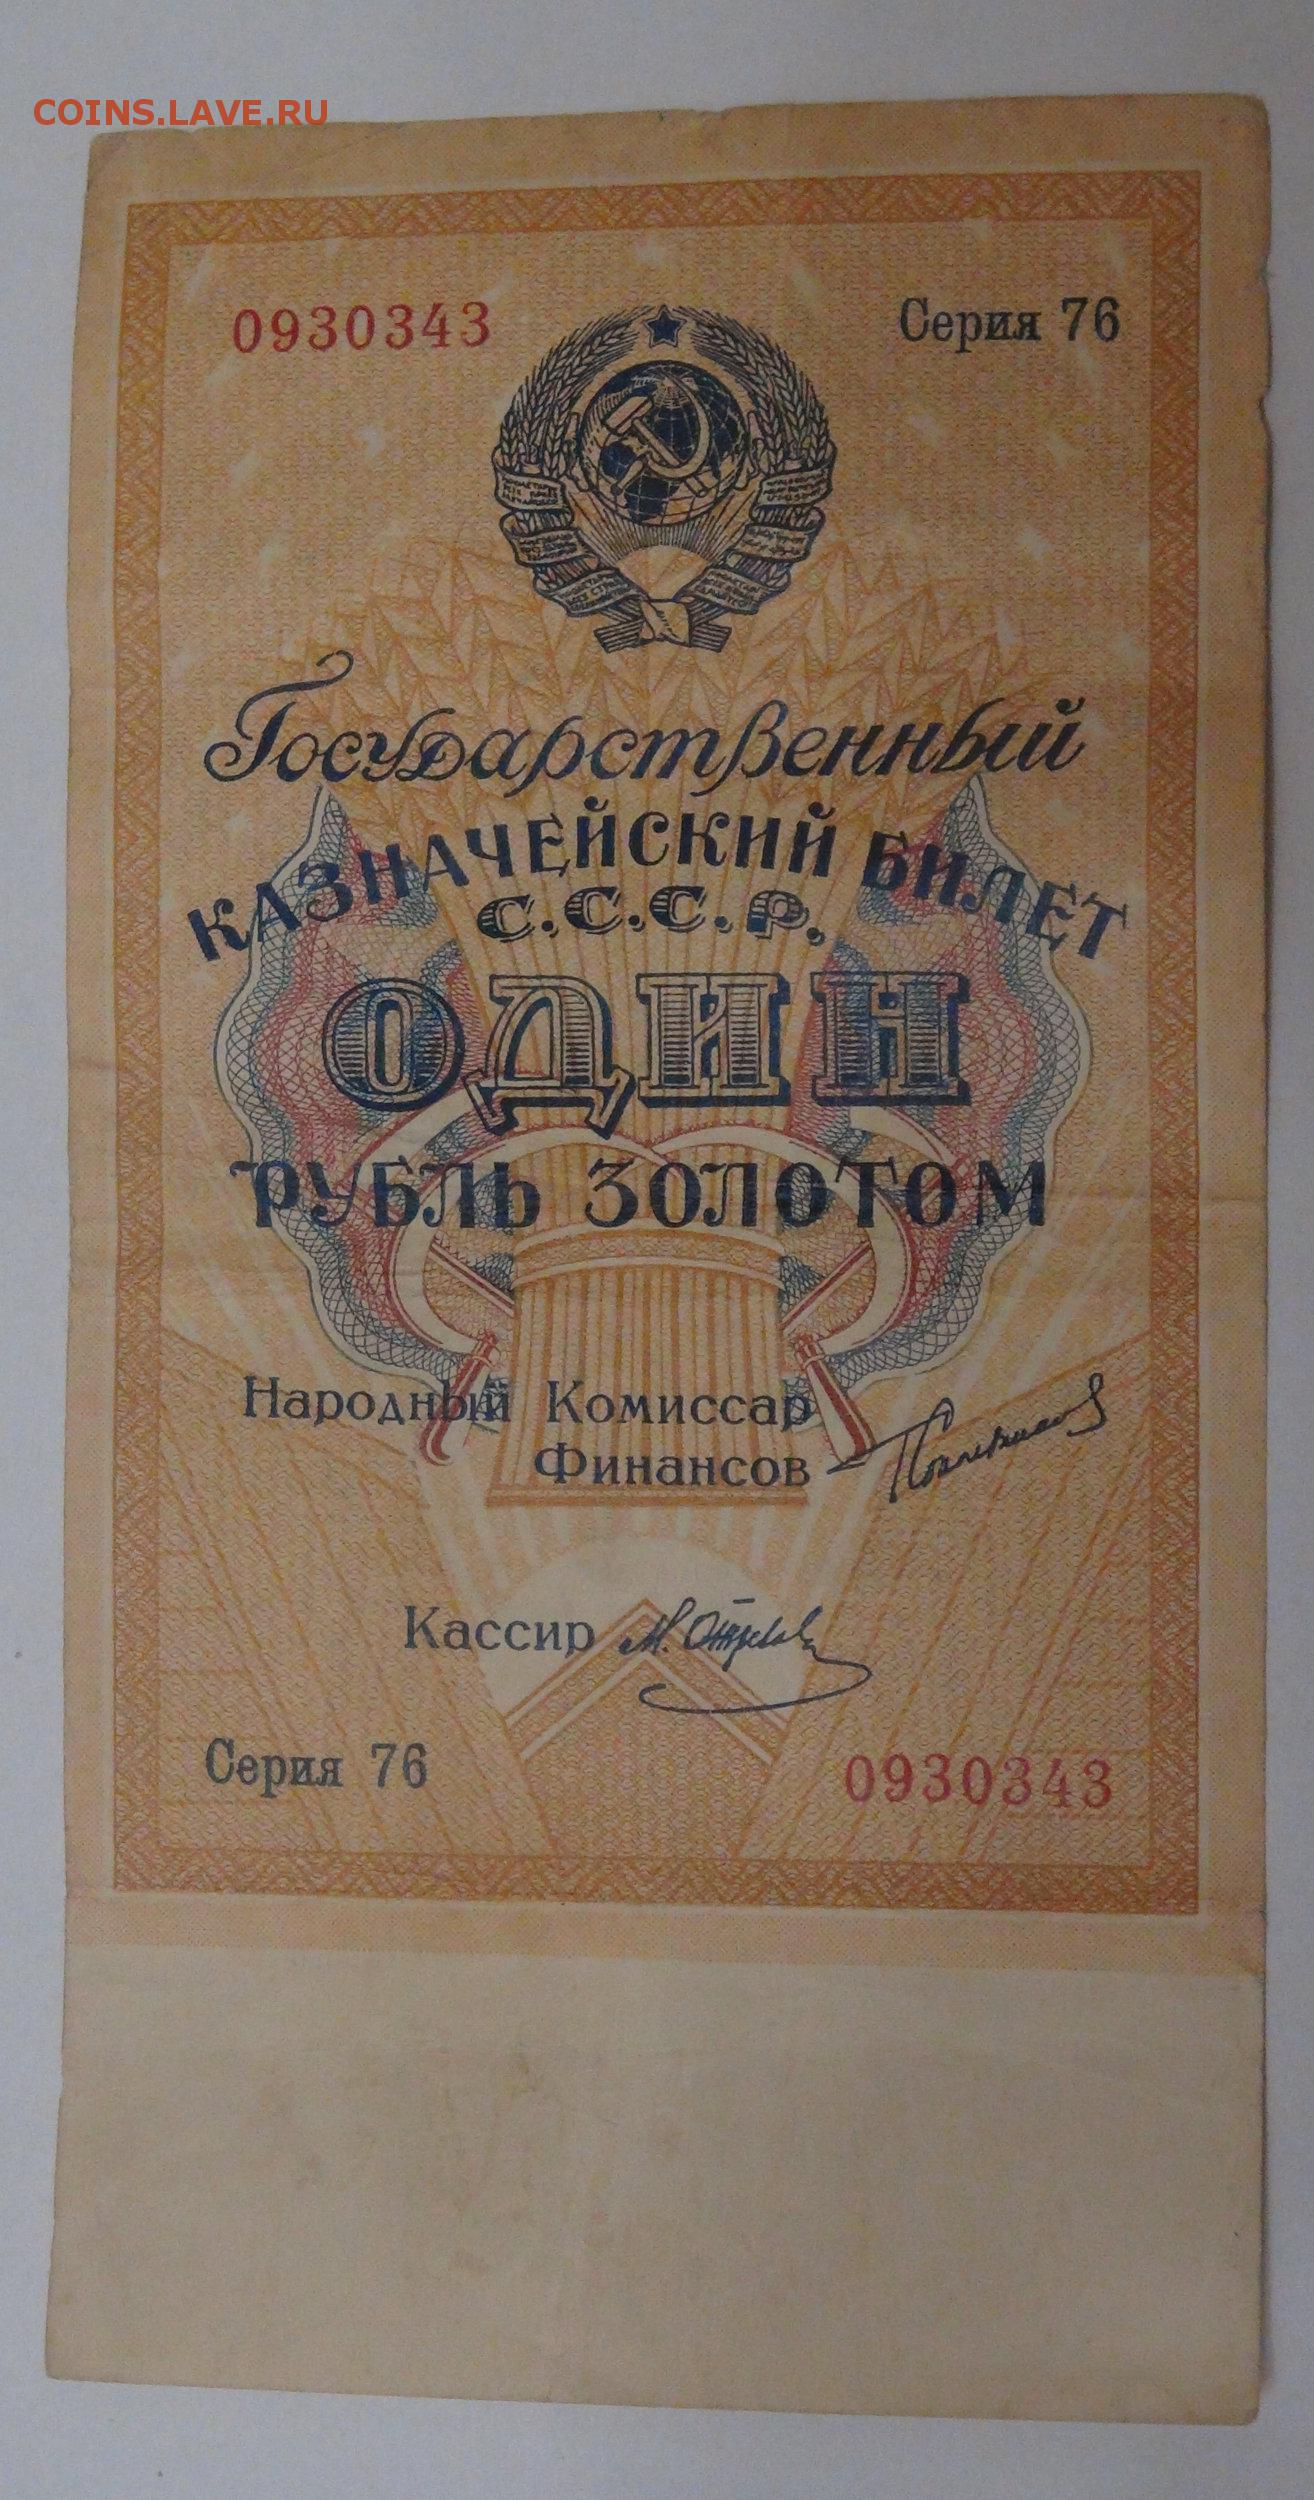 COINS.LAVE.RU
0930343 Серия 76
Государственный
КАЗНАЧЕЙСКИЙ БИЛЕТ
С.С.С.Р.
ОДИН
РУБЛЬ ЗОЛОТОМ
Народный Комиссар
Финансов
Кассир
Серия 76 0930343